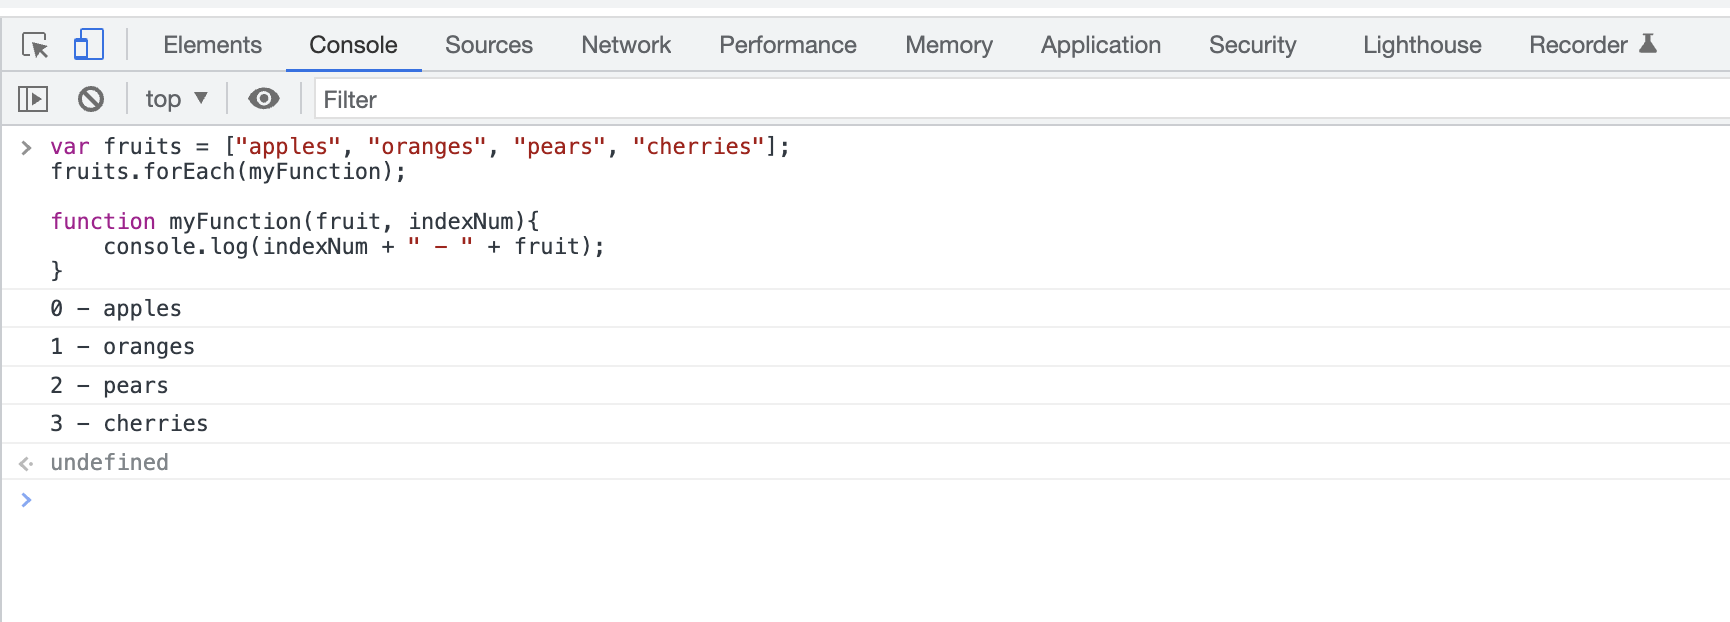 Elements Console Sources Network Performance Memory Application Security Lighthouse Recorder
top Filter
var fruits = ["apples", "oranges", "pears", "cherries"];
fruits.forEach(myFunction);
function myFunction(fruit, indexNum){
    console.log(indexNum + " – " + fruit);
}
0 – apples
1 – oranges
2 – pears
3 – cherries
undefined